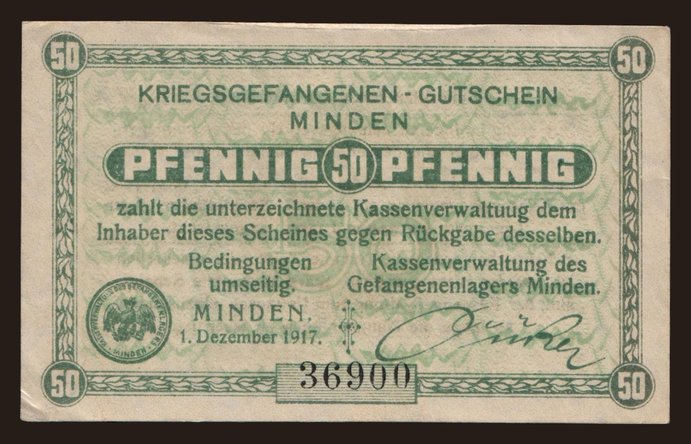 50 50
KRIEGSGEFANGENEN - GUTSCHEIN
MINDEN
PFENNIG 50 PFENNIG
zahlt die unterzeichnete Kassenverwaltuug dem
Inhaber dieses Scheines gegen Rückgabe desselben.
Bedingungen
umseitig.
Kassenverwaltung des
Gefangenenlagers Minden.
MINDEN,
1. Dezember 1917.
MINDEN
36900
50 50